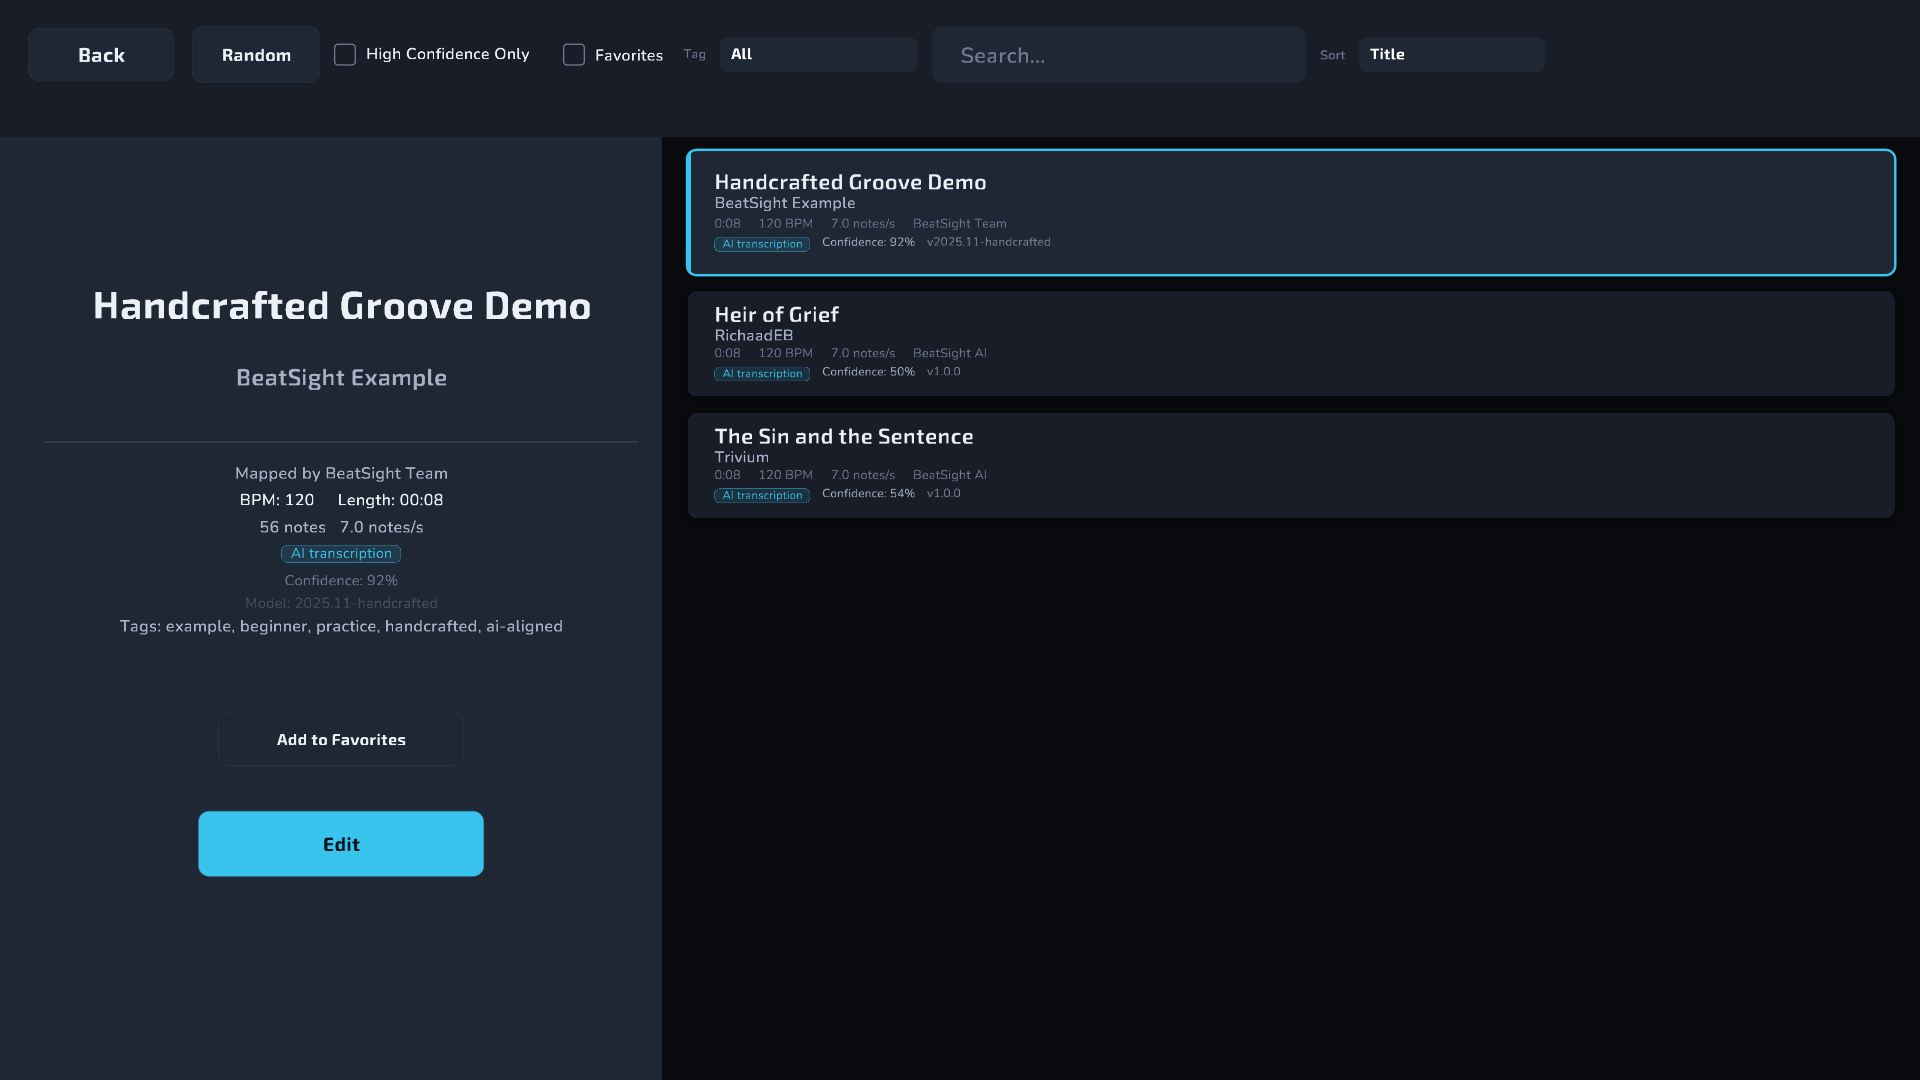 Back Random High Confidence Only Favorites Tag All Search... Sort Title
Handcrafted Groove Demo
BeatSight Example
Mapped by BeatSight Team
BPM: 120 Length: 00:08
56 notes 7.0 notes/s
AI transcription
Confidence: 92%
Model: 2025.11-handcrafted
Tags: example, beginner, practice, handcrafted, ai-aligned
Add to Favorites
Edit
Handcrafted Groove Demo
BeatSight Example
0:08 120 BPM 7.0 notes/s BeatSight Team
AI transcription Confidence: 92% v2025.11-handcrafted
Heir of Grief
RichaadEB
0:08 120 BPM 7.0 notes/s BeatSight AI
AI transcription Confidence: 50% v1.0.0
The Sin and the Sentence
Trivium
0:08 120 BPM 7.0 notes/s BeatSight AI
AI transcription Confidence: 54% v1.0.0